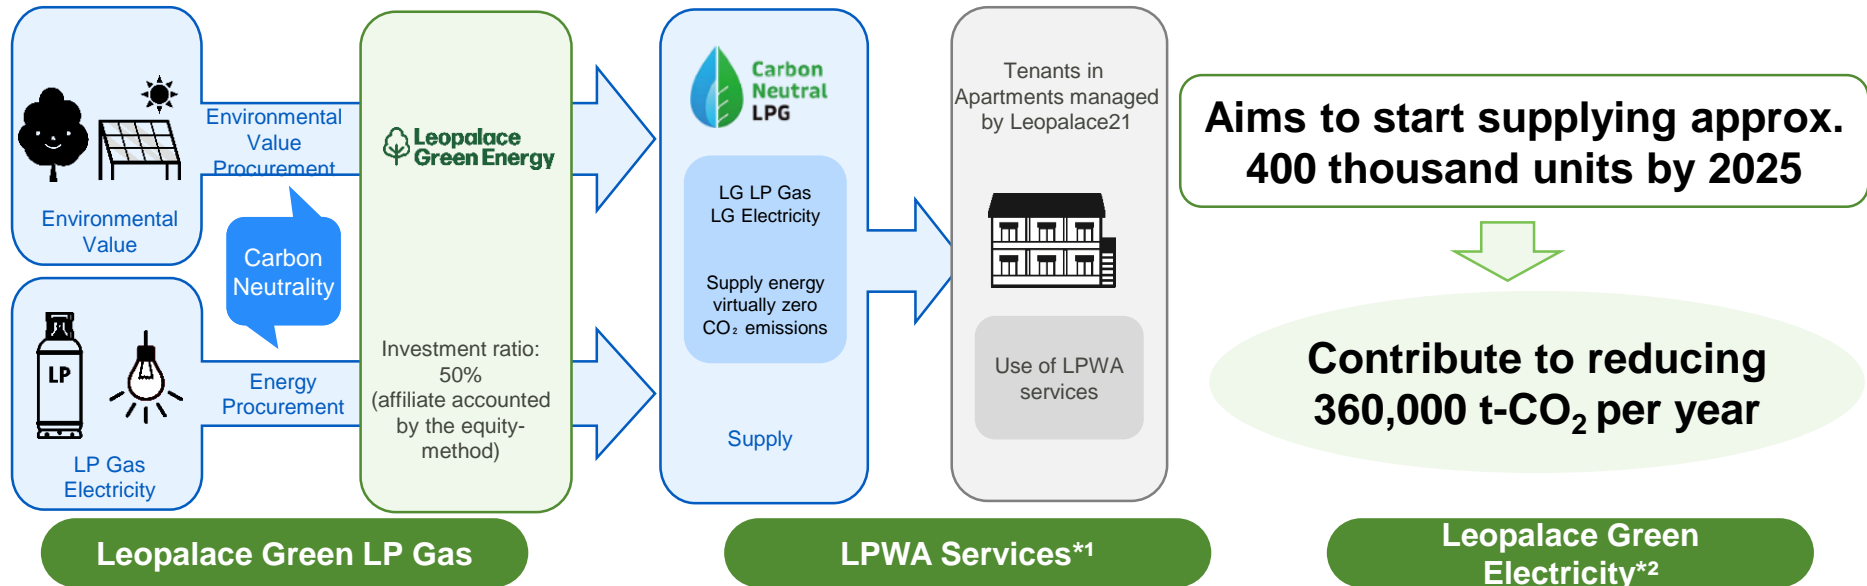 Environmental
Value
Procurement
Environmental
Value
Carbon
Neutrality
LP
LP Gas
Electricity
Energy
Procurement
Leopalace
Green Energy
Investment ratio:
50%
(affiliate accounted
by the equity-
method)
Carbon
Neutral
LPG
LG LP Gas
LG Electricity
Supply energy
virtually zero
CO₂ emissions
Supply
Tenants in
Apartments managed
by Leopalace21
Use of LPWA
services
Aims to start supplying approx.
400 thousand units by 2025
Contribute to reducing
360,000 t-CO₂ per year
Leopalace Green LP Gas
LPWA Services*¹
Leopalace Green
Electricity*²